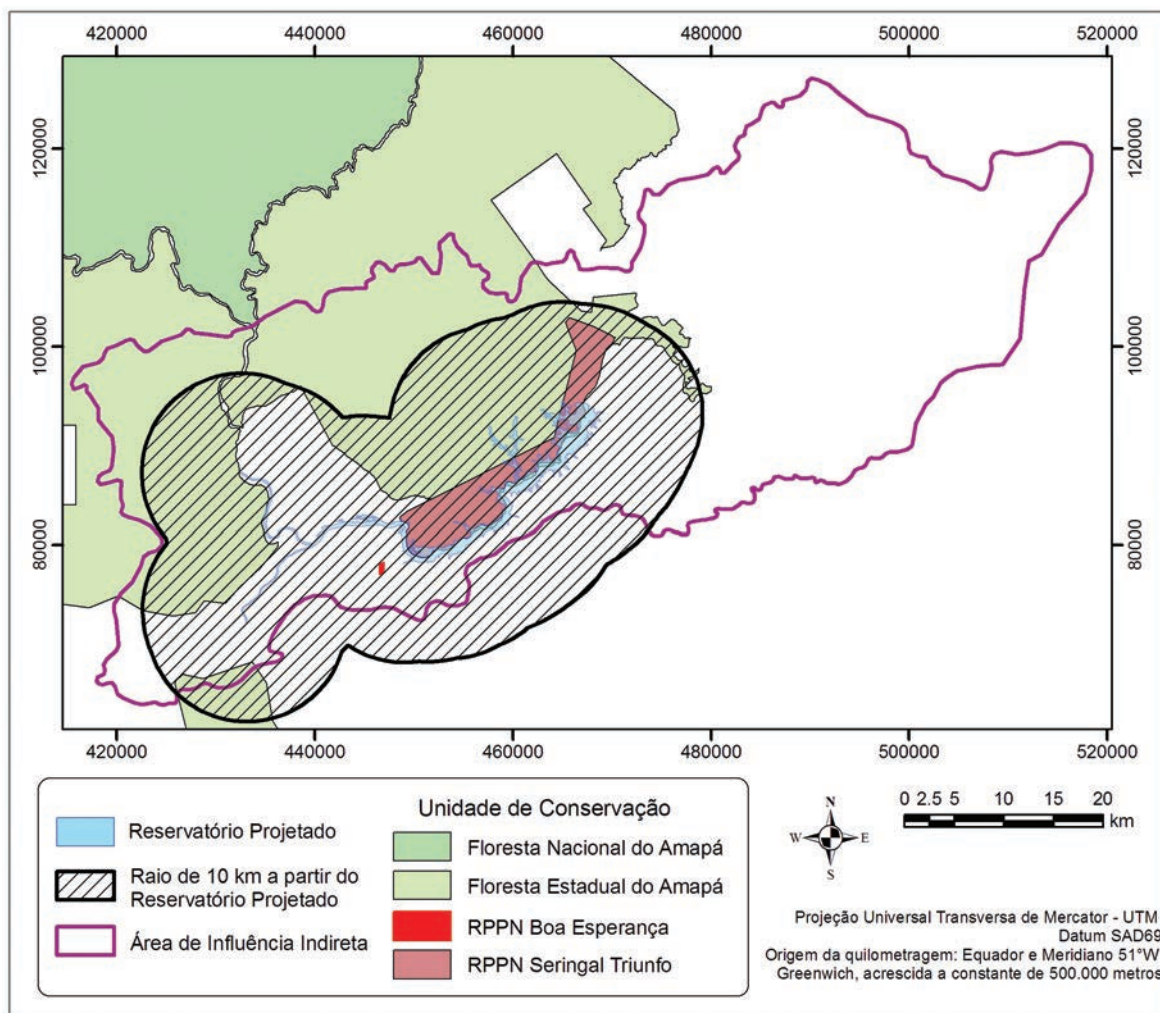 420000 440000 460000 480000 500000 520000
120000 120000
100000 100000
80000 80000
420000 440000 460000 480000 500000 520000
Reservatório Projetado
Raio de 10 km a partir do
Reservatório Projetado
Área de Influência Indireta
Unidade de Conservação
Floresta Nacional do Amapá
Floresta Estadual do Amapá
RPPN Boa Esperança
RPPN Seringal Triunfo
N
W E
S
0 2.5 5 10 15 20
km
Projeção Universal Transversa de Mercator - UTM
Datum SAD69
Origem da quilometragem: Equador e Meridiano 51°W
Greenwich, acrescida a constante de 500.000 metros